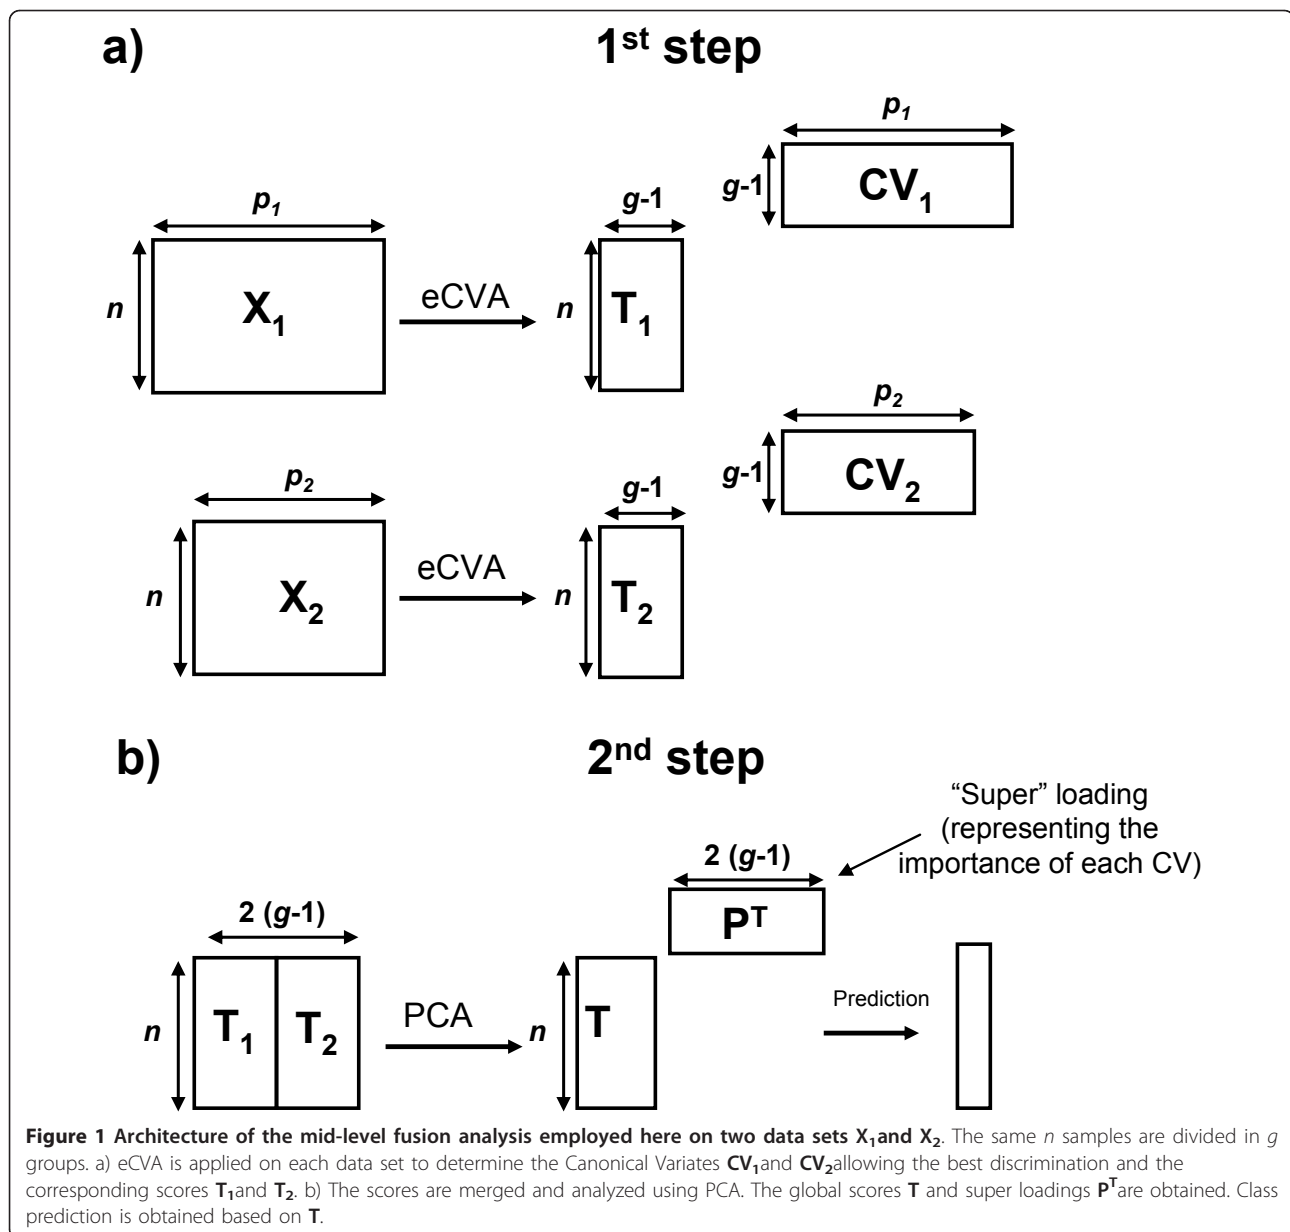 a)
1st step
p1
g-1
CV1
p1
n
X1
eCVA
g-1
n
T1
p2
g-1
CV2
p2
n
X2
eCVA
g-1
n
T2
b)
2nd step
“Super” loading
(representing the
importance of each CV)
2 (g-1)
PT
2 (g-1)
n
T1
T2
PCA
n
T
Prediction
Figure 1 Architecture of the mid-level fusion analysis employed here on two data sets X1and X2. The same n samples are divided in g
groups. a) eCVA is applied on each data set to determine the Canonical Variates CV1and CV2allowing the best discrimination and the
corresponding scores T1and T2. b) The scores are merged and analyzed using PCA. The global scores T and super loadings PTare obtained. Class
prediction is obtained based on T.